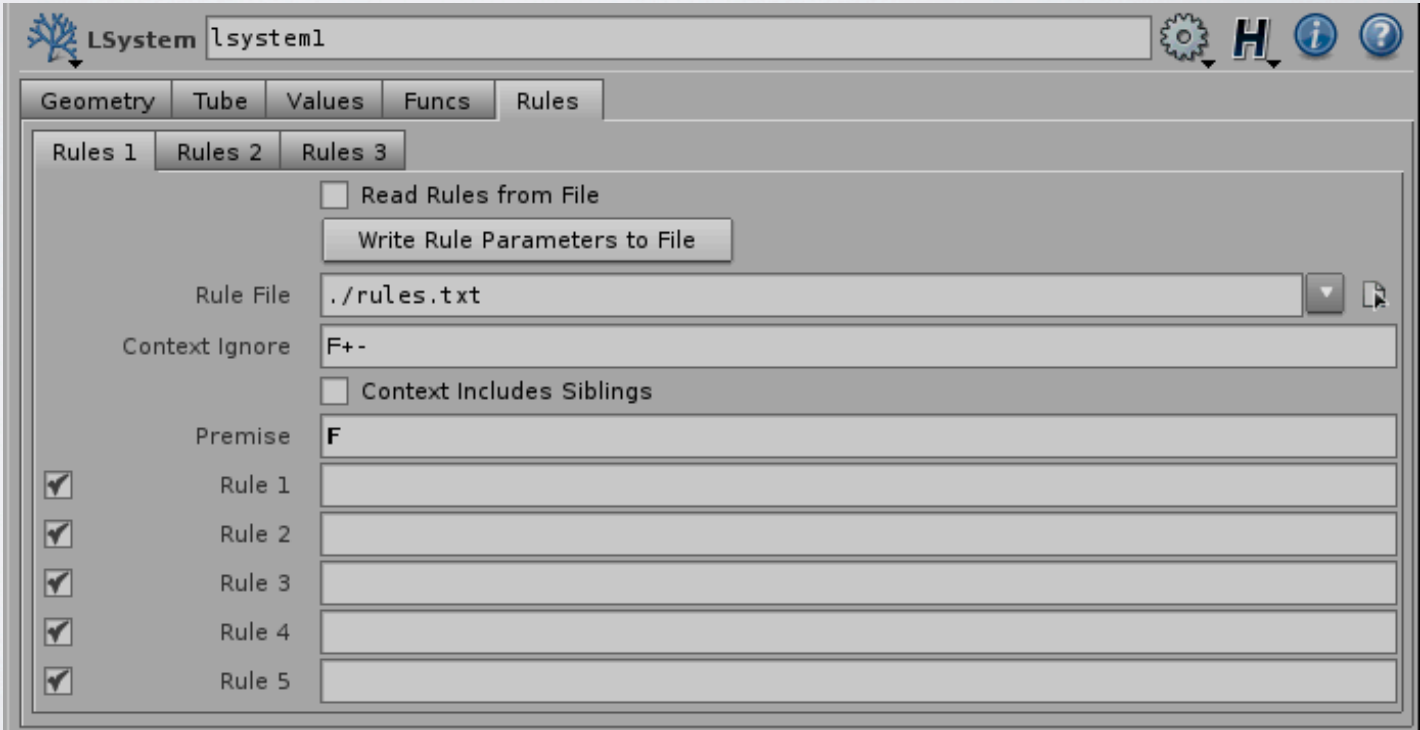 LSystem lsystem1
Geometry Tube Values Funcs Rules
Rules 1 Rules 2 Rules 3
Read Rules from File
Write Rule Parameters to File
Rule File ./rules.txt
Context Ignore F+-
Context Includes Siblings
Premise F
Rule 1
Rule 2
Rule 3
Rule 4
Rule 5